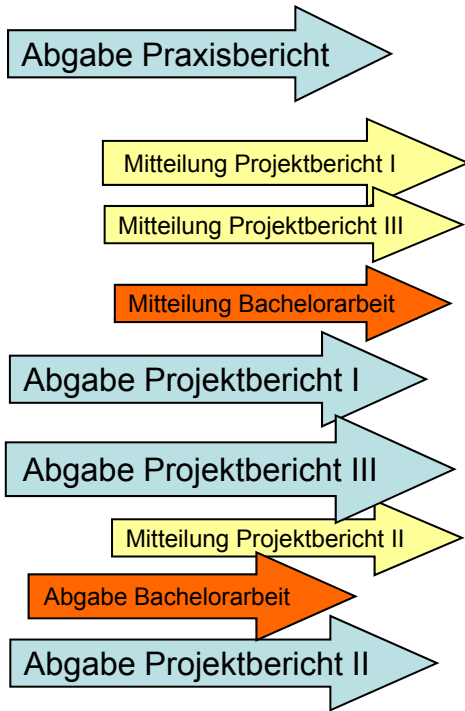 Abgabe Praxisbericht
Mitteilung Projektbericht I
Mitteilung Projektbericht III
Mitteilung Bachelorarbeit
Abgabe Projektbericht I
Abgabe Projektbericht III
Mitteilung Projektbericht II
Abgabe Bachelorarbeit
Abgabe Projektbericht II